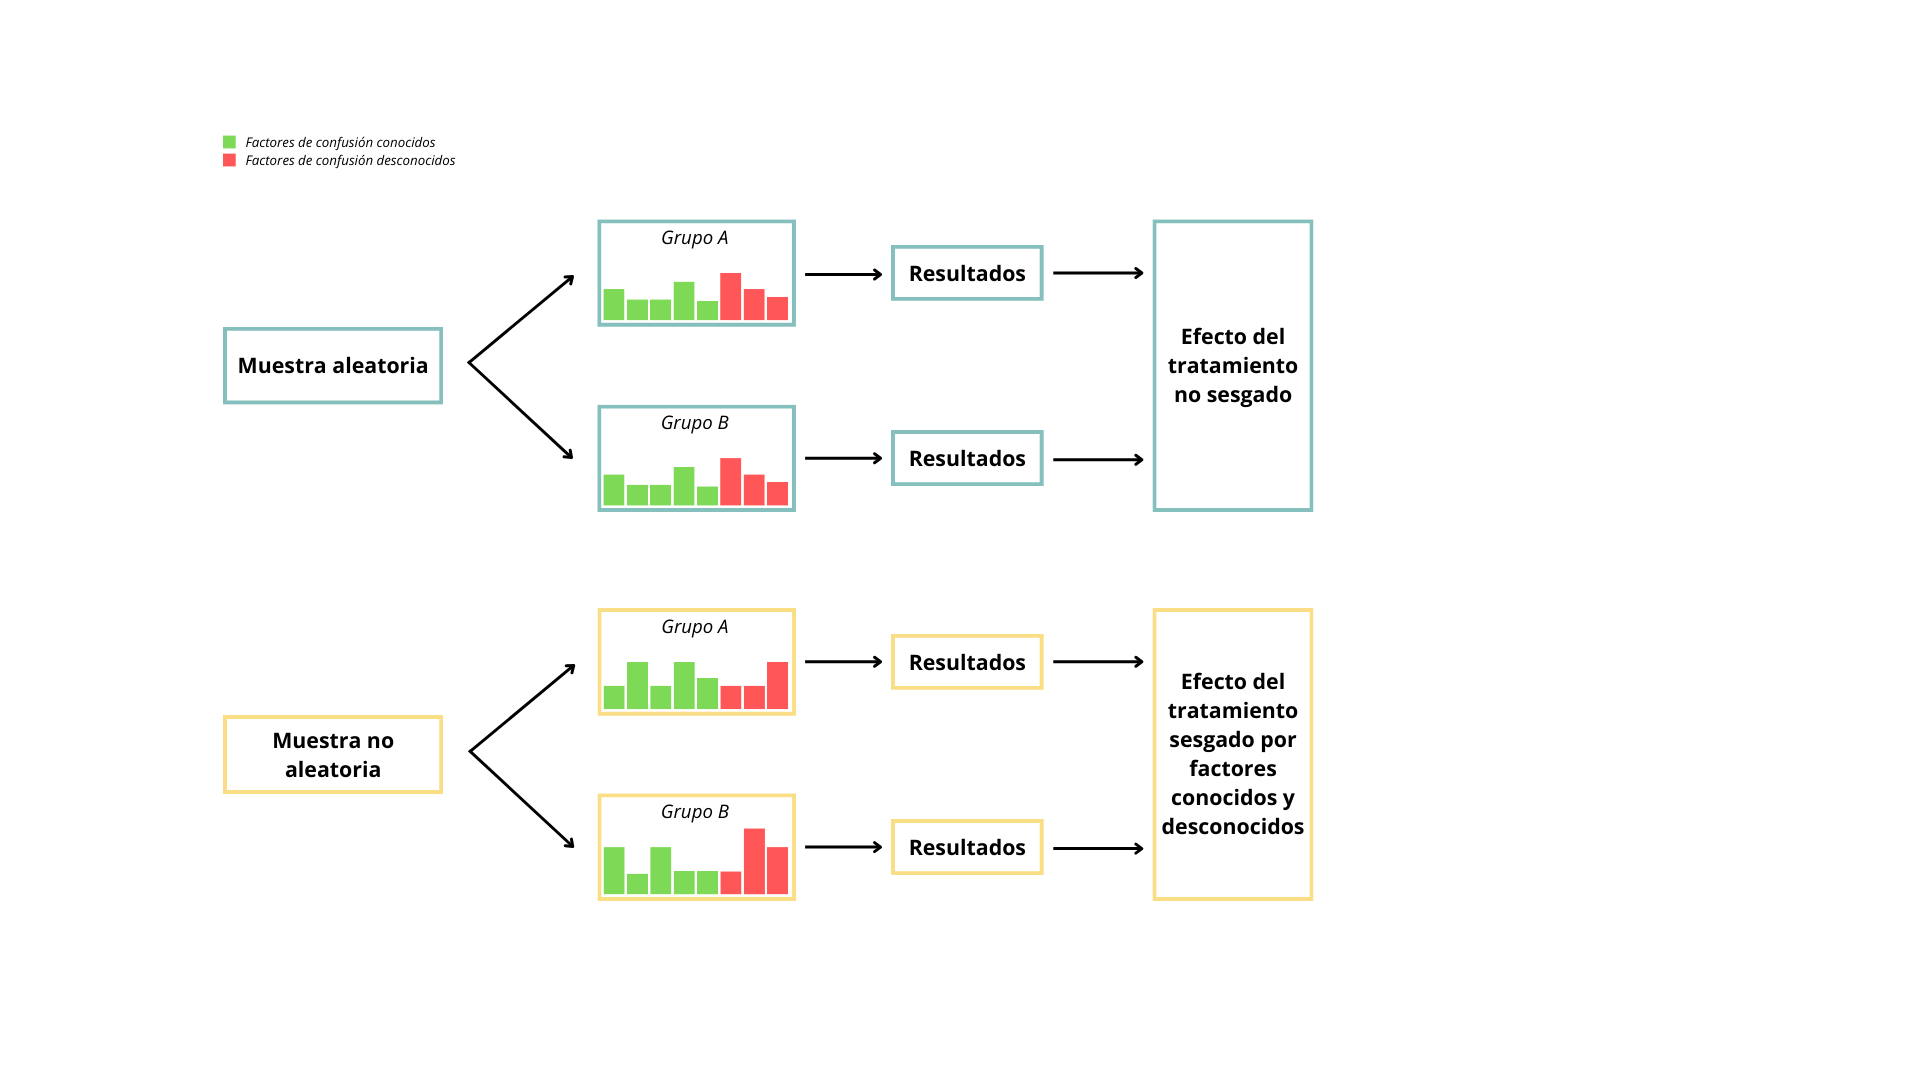 Factores de confusión conocidos
Factores de confusión desconocidos
Grupo A
Resultados
Muestra aleatoria
Efecto del
tratamiento
no sesgado
Grupo B
Resultados
Grupo A
Resultados
Muestra no
aleatoria
Efecto del
tratamiento
sesgado por
factores
conocidos y
desconocidos
Grupo B
Resultados